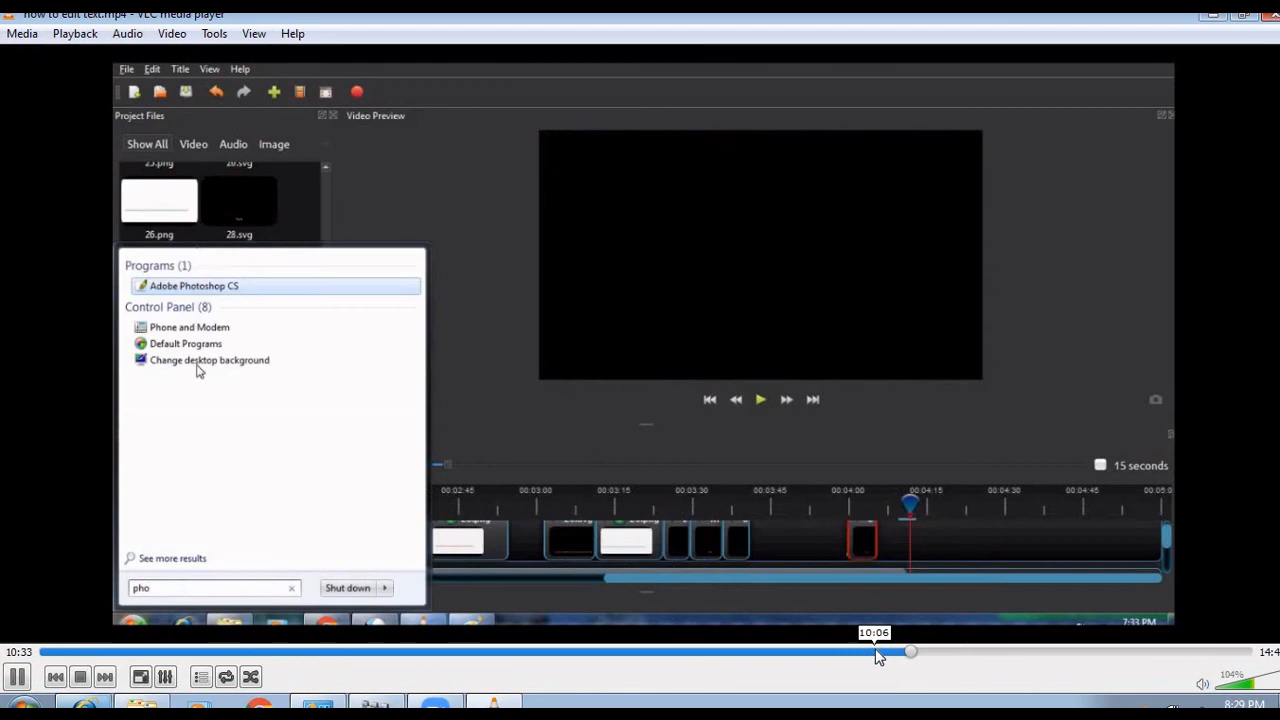 how to edit text.mp4 - VLC media player
Media Playback Audio Video Tools View Help
File Edit Title View Help
Project Files
Video Preview
Show All Video Audio Image
25.png
26.png 28.svg
Programs (1)
Adobe Photoshop CS
Control Panel (8)
Phone and Modem
Default Programs
Change desktop background
See more results
pho
Shut down
15 seconds
00:02:45 00:03:00 00:03:15 00:03:30 00:03:45 00:04:00 00:04:15 00:04:30 00:04:45 00:05:0
7:33 PM
10:06
10:33
14:4
104%
8:29 PM